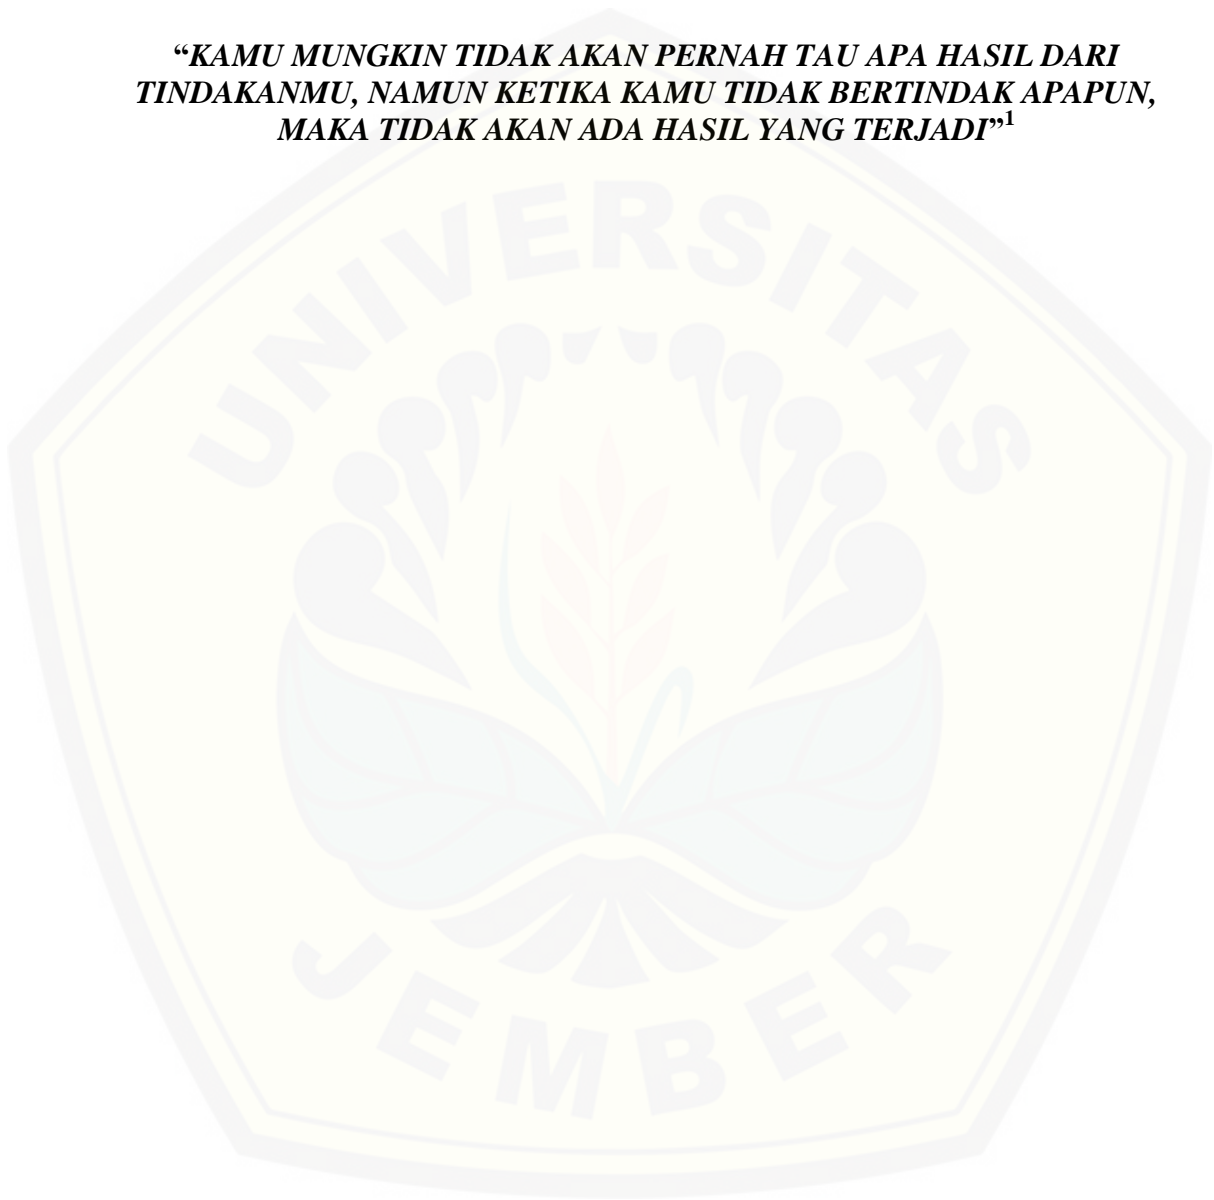 “KAMU MUNGKIN TIDAK AKAN PERNAH TAU APA HASIL DARI
TINDAKANMU, NAMUN KETIKA KAMU TIDAK BERTINDAK APAPUN,
MAKA TIDAK AKAN ADA HASIL YANG TERJADI”¹
UNIVERSITAS
JEMBER